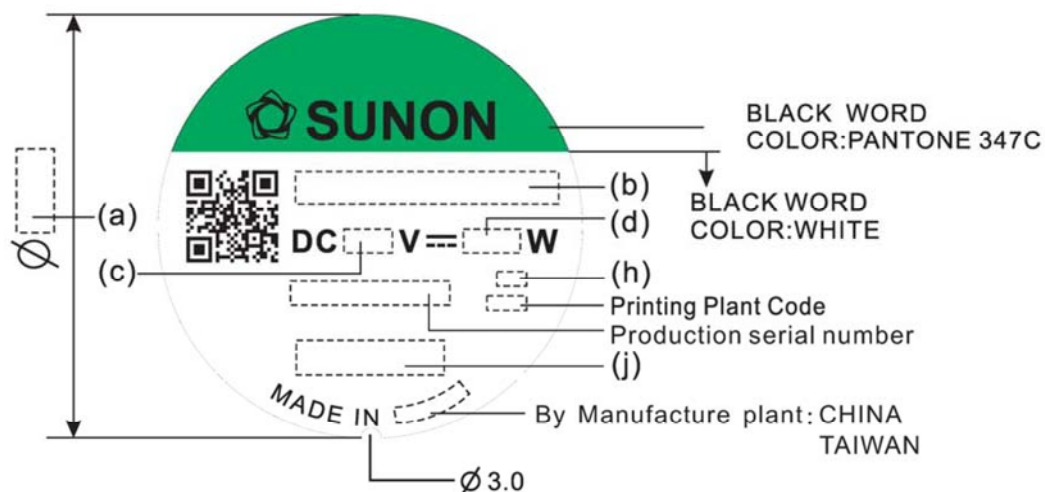 SUNON
BLACK WORD
COLOR:PANTONE 347C
(b)
BLACK WORD
COLOR:WHITE
(a)
Ø
(d)
DC V W
(c)
(h)
Printing Plant Code
Production serial number
(j)
MADE IN
By Manufacture plant: CHINA
TAIWAN
Ø 3.0